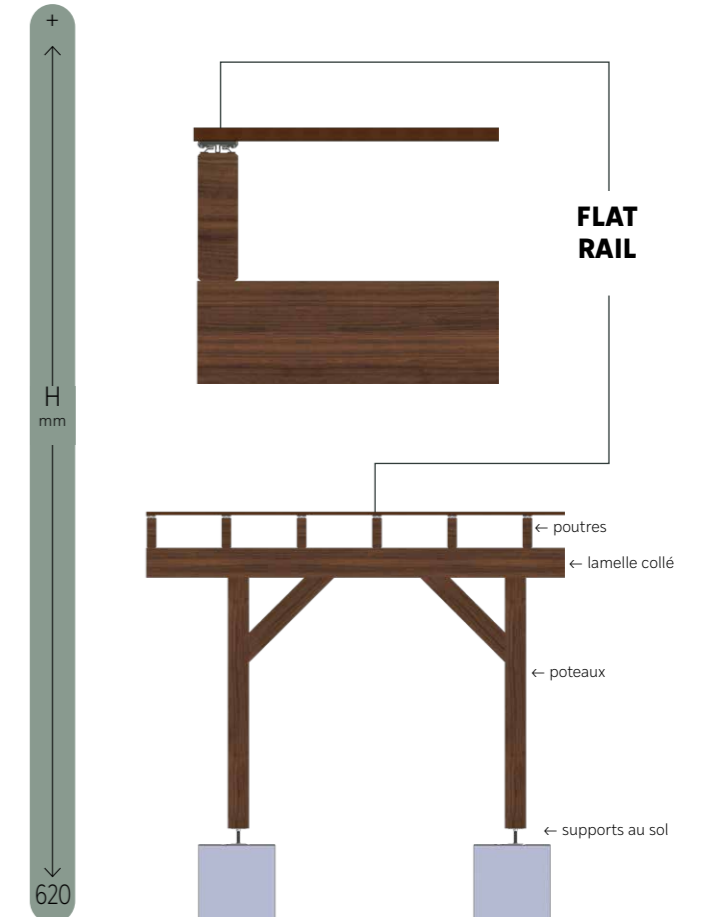 +
H
mm
620
FLAT
RAIL
← poutres
← lamelle collé
← poteaux
← supports au sol